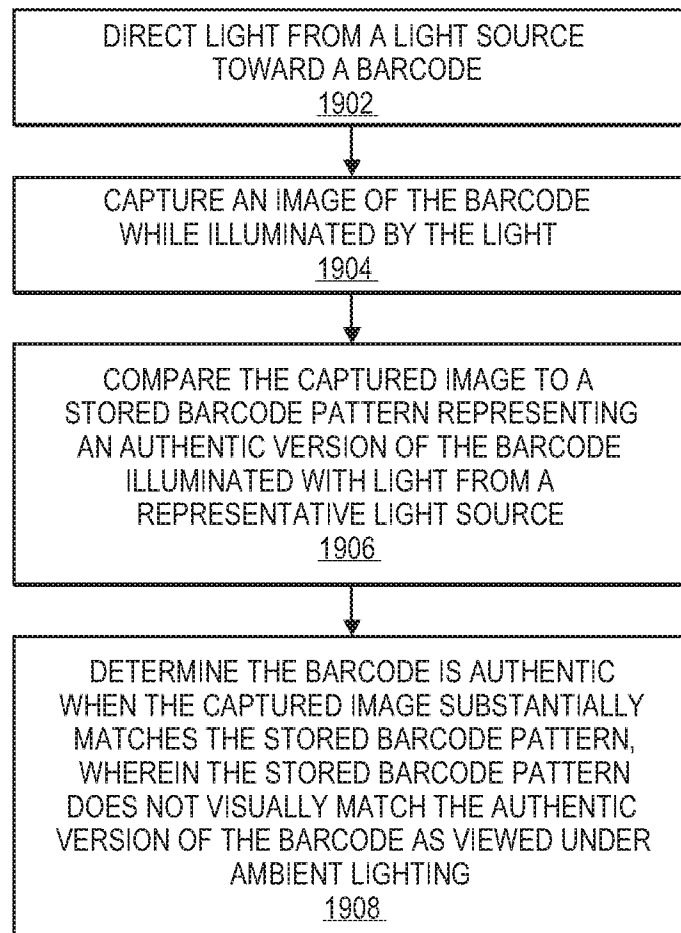 DIRECT LIGHT FROM A LIGHT SOURCE
TOWARD A BARCODE
1902
CAPTURE AN IMAGE OF THE BARCODE
WHILE ILLUMINATED BY THE LIGHT
1904
COMPARE THE CAPTURED IMAGE TO A
STORED BARCODE PATTERN REPRESENTING
AN AUTHENTIC VERSION OF THE BARCODE
ILLUMINATED WITH LIGHT FROM A
REPRESENTATIVE LIGHT SOURCE
1906
DETERMINE THE BARCODE IS AUTHENTIC
WHEN THE CAPTURED IMAGE SUBSTANTIALLY
MATCHES THE STORED BARCODE PATTERN,
WHEREIN THE STORED BARCODE PATTERN
DOES NOT VISUALLY MATCH THE AUTHENTIC
VERSION OF THE BARCODE AS VIEWED UNDER
AMBIENT LIGHTING
1908